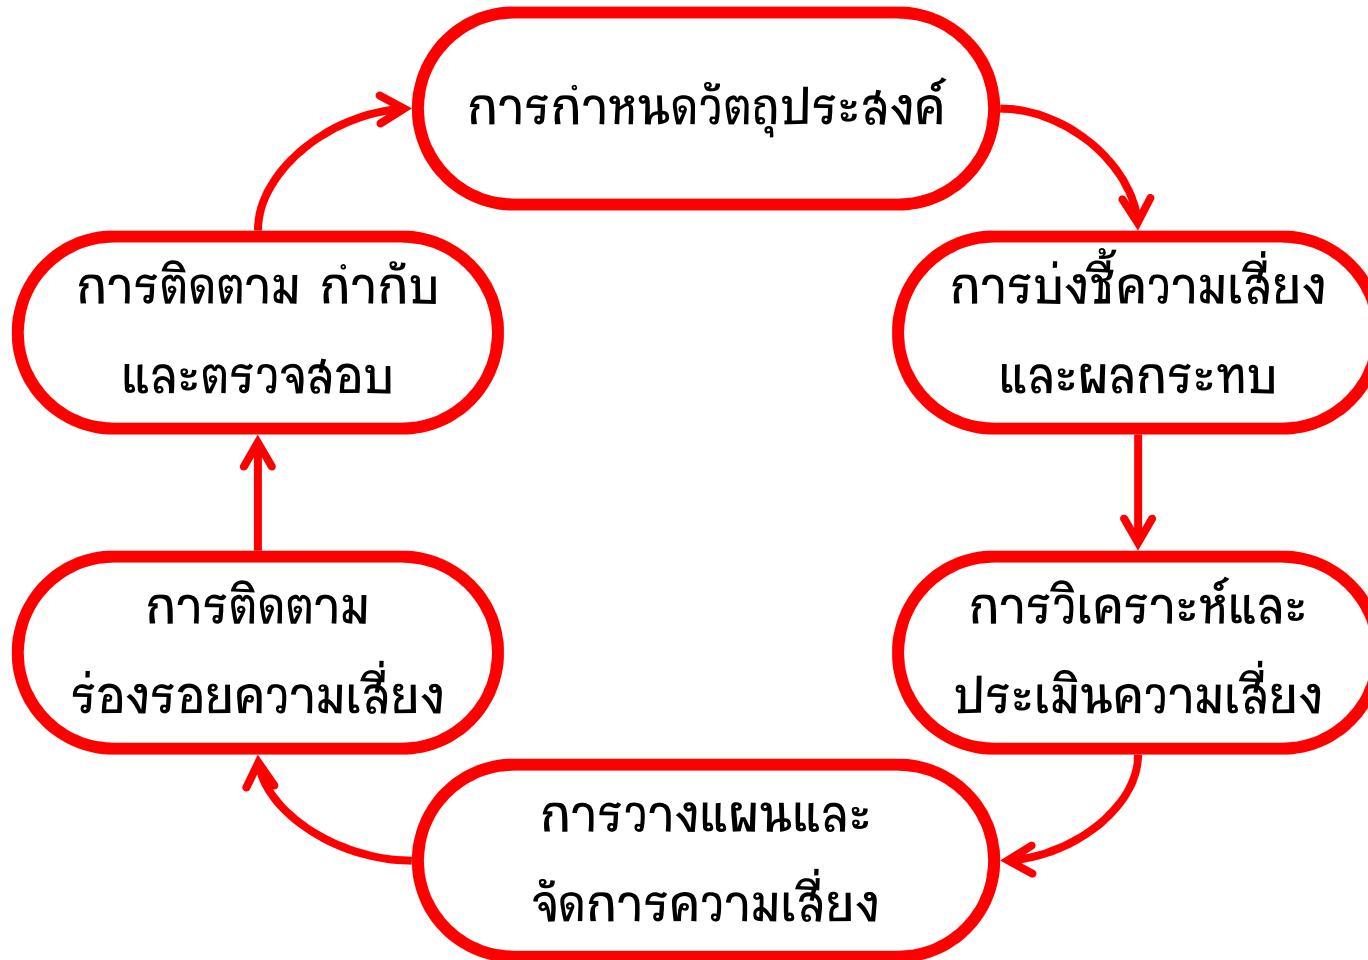 การกำหนดวัตถุประสงค์
การบ่งชี้ความเสี่ยง
และผลกระทบ
การวิเคราะห์และ
ประเมินความเสี่ยง
การวางแผนและ
จัดการความเสี่ยง
การติดตาม
ร่องรอยความเสี่ยง
การติดตาม กำกับ
และตรวจสอบ